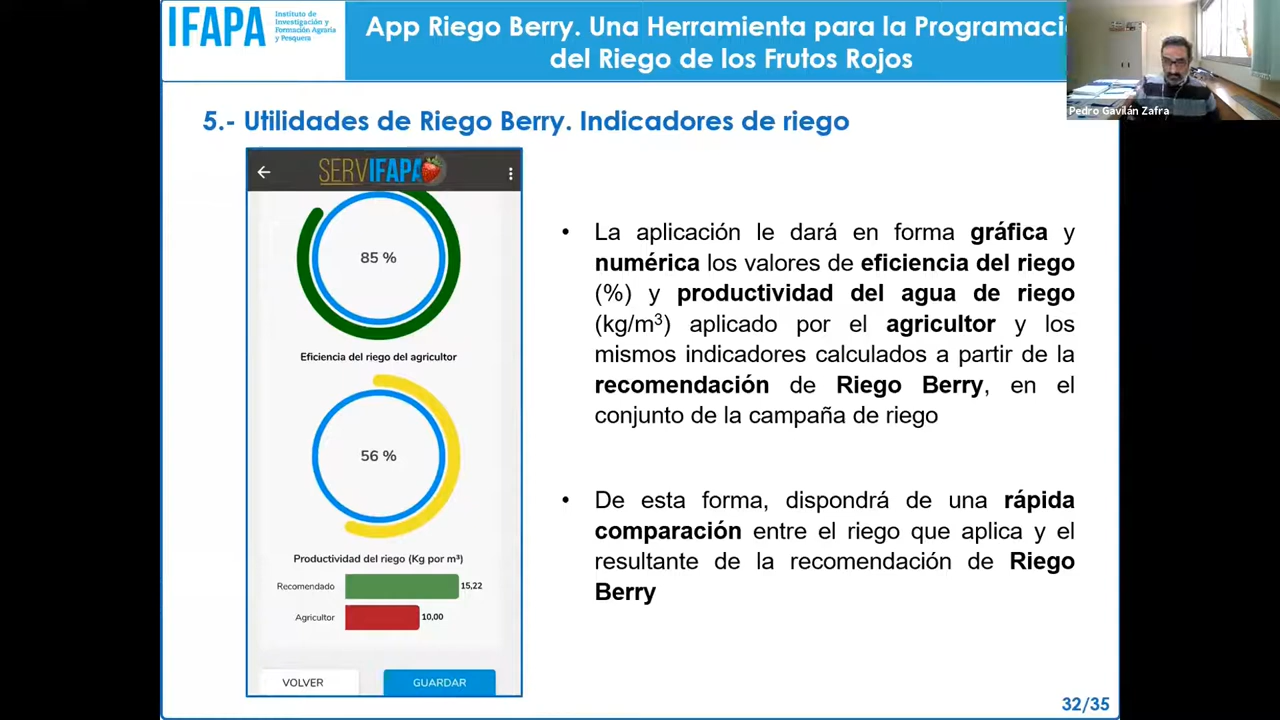 IFAPA
Instituto de
Investigación y
Formación Agraria
y Pesquera
App Riego Berry. Una Herramienta para la Programació
del Riego de los Frutos Rojos
Pedro Gavilán Zafra
5.- Utilidades de Riego Berry. Indicadores de riego
SERVIFAPA
85 %
Eficiencia del riego del agricultor
56 %
Productividad del riego (Kg por m³)
Recomendado 15,22
Agricultor 10,00
VOLVER GUARDAR
• La aplicación le dará en forma gráfica y
numérica los valores de eficiencia del riego
(%) y productividad del agua de riego
(kg/m³) aplicado por el agricultor y los
mismos indicadores calculados a partir de la
recomendación de Riego Berry, en el
conjunto de la campaña de riego
• De esta forma, dispondrá de una rápida
comparación entre el riego que aplica y el
resultante de la recomendación de Riego
Berry
32/35